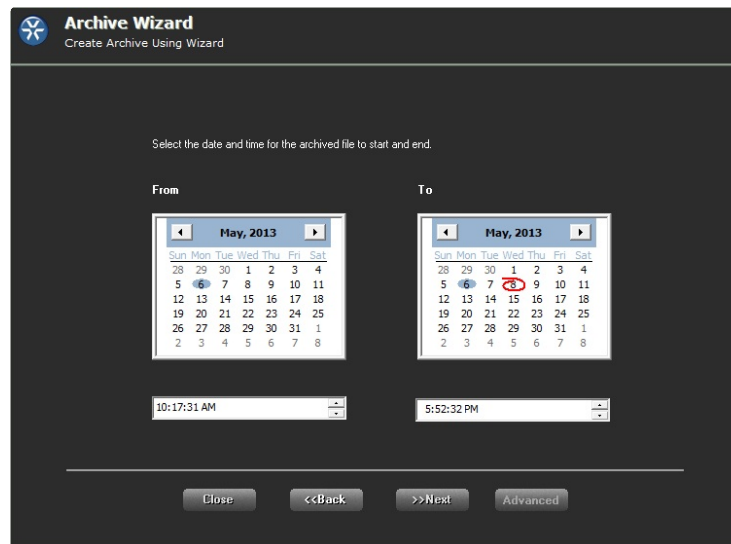 Archive Wizard
Create Archive Using Wizard
Select the date and time for the archived file to start and end.
From
To
May, 2013
Sun Mon Tue Wed Thu Fri Sat
28 29 30 1 2 3 4
5 6 7 8 9 10 11
12 13 14 15 16 17 18
19 20 21 22 23 24 25
26 27 28 29 30 31 1
2 3 4 5 6 7 8
May, 2013
Sun Mon Tue Wed Thu Fri Sat
28 29 30 1 2 3 4
5 6 7 8 9 10 11
12 13 14 15 16 17 18
19 20 21 22 23 24 25
26 27 28 29 30 31 1
2 3 4 5 6 7 8
10:17:31 AM
5:52:32 PM
Close
<<Back
>>Next
Advanced